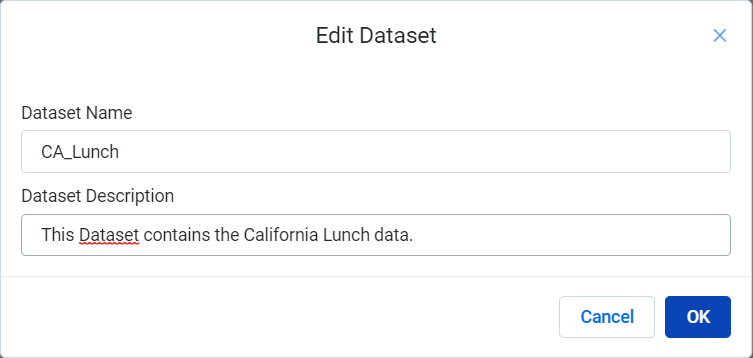 Edit Dataset
Dataset Name
CA_Lunch
Dataset Description
This Dataset contains the California Lunch data.
Cancel
OK